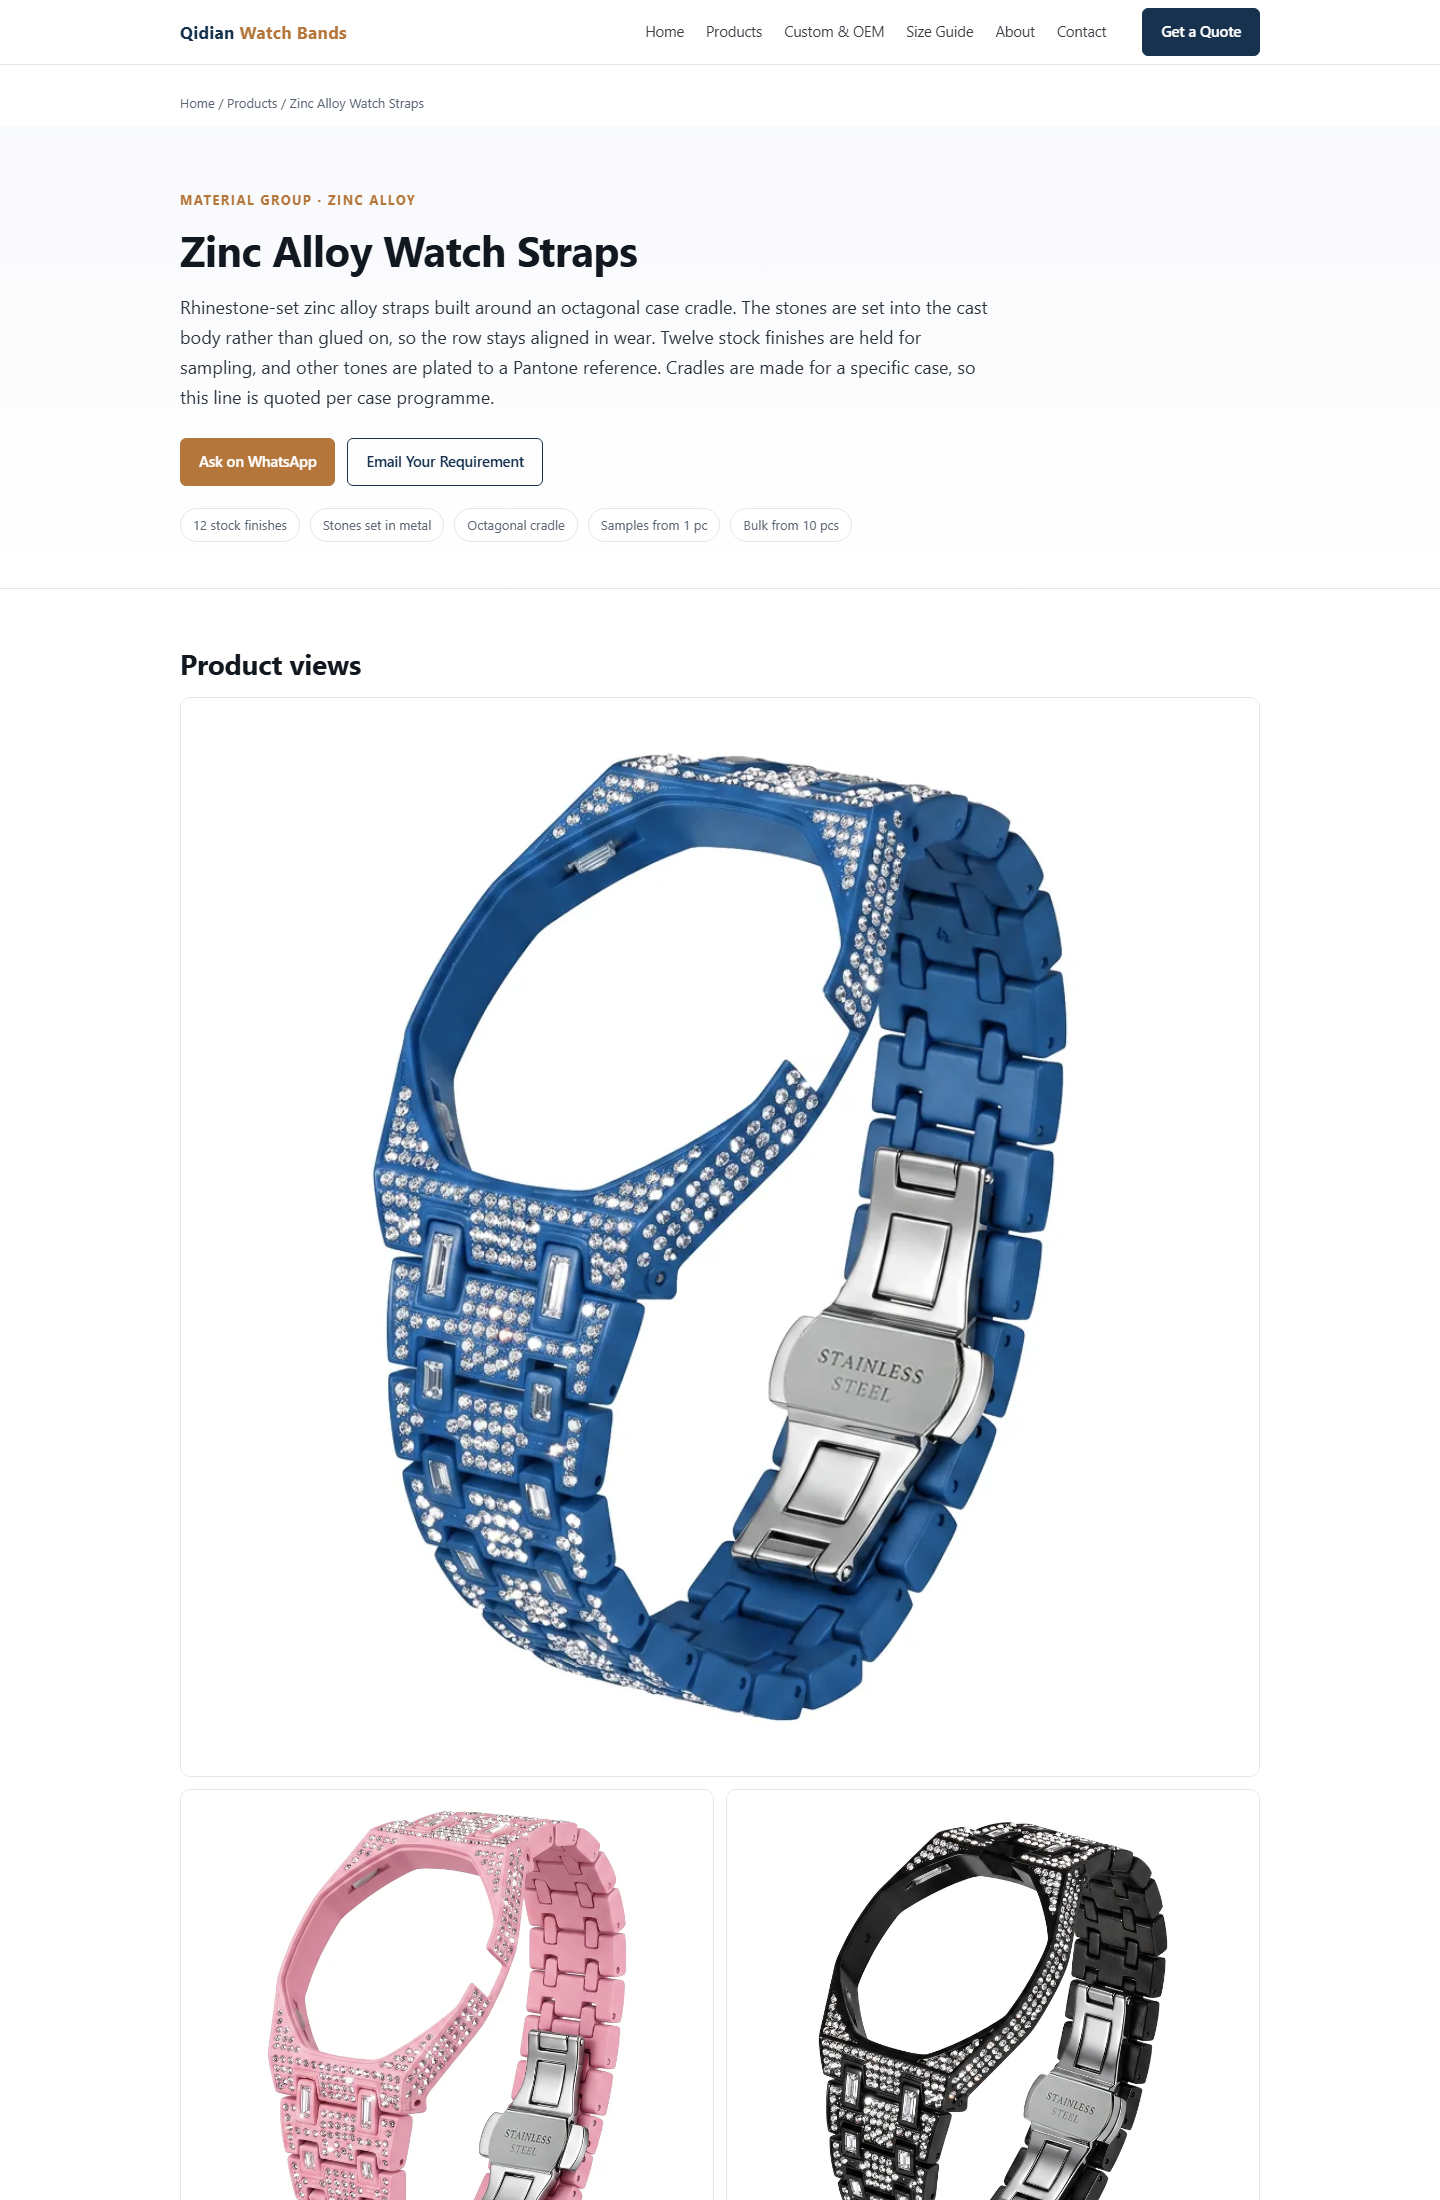 Qidian Watch Bands
Home Products Custom & OEM Size Guide About Contact Get a Quote
Home / Products / Zinc Alloy Watch Straps
MATERIAL GROUP · ZINC ALLOY
Zinc Alloy Watch Straps
Rhinestone-set zinc alloy straps built around an octagonal case cradle. The stones are set into the cast
body rather than glued on, so the row stays aligned in wear. Twelve stock finishes are held for
sampling, and other tones are plated to a Pantone reference. Cradles are made for a specific case, so
this line is quoted per case programme.
Ask on WhatsApp Email Your Requirement
12 stock finishes Stones set in metal Octagonal cradle Samples from 1 pc Bulk from 10 pcs
Product views
STAINLESS
STEEL
STAINLESS
STEEL
STAINLESS
STEEL